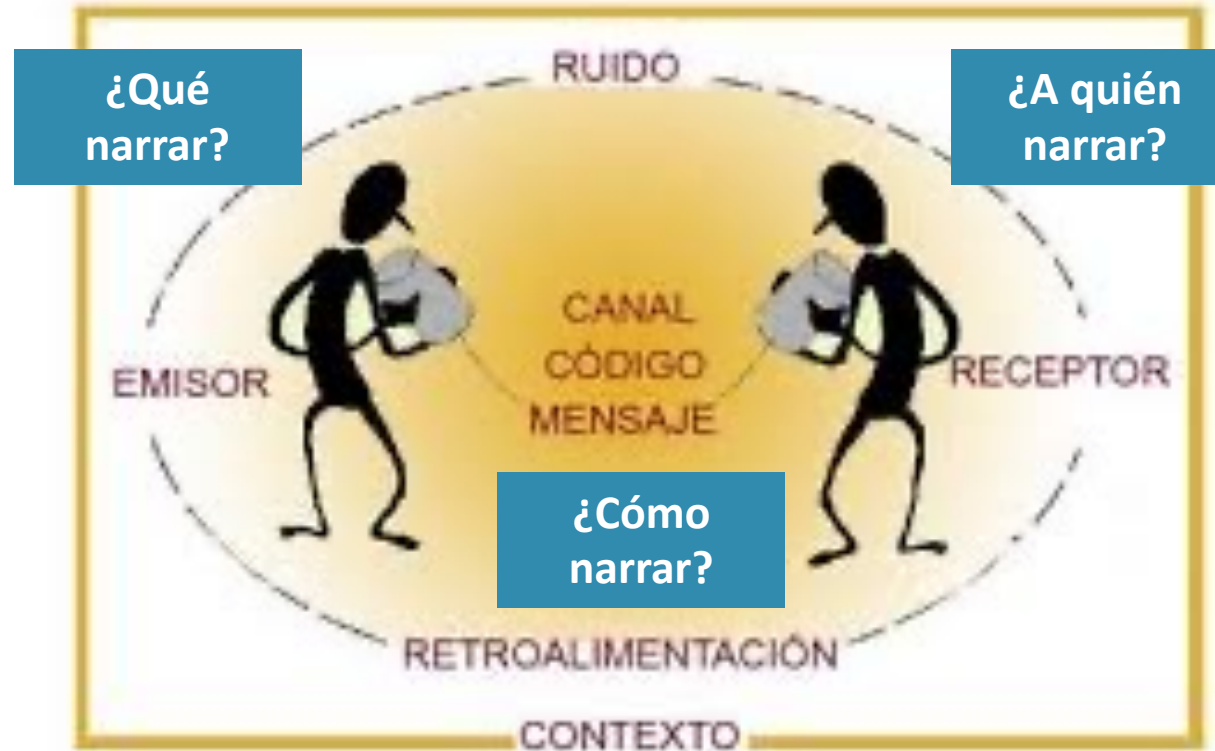 RUIDO
¿Qué
narrar?
¿A quién
narrar?
CANAL
CÓDIGO
MENSAJE
EMISOR
RECEPTOR
¿Cómo
narrar?
RETROALIMENTACIÓN
CONTEXTO